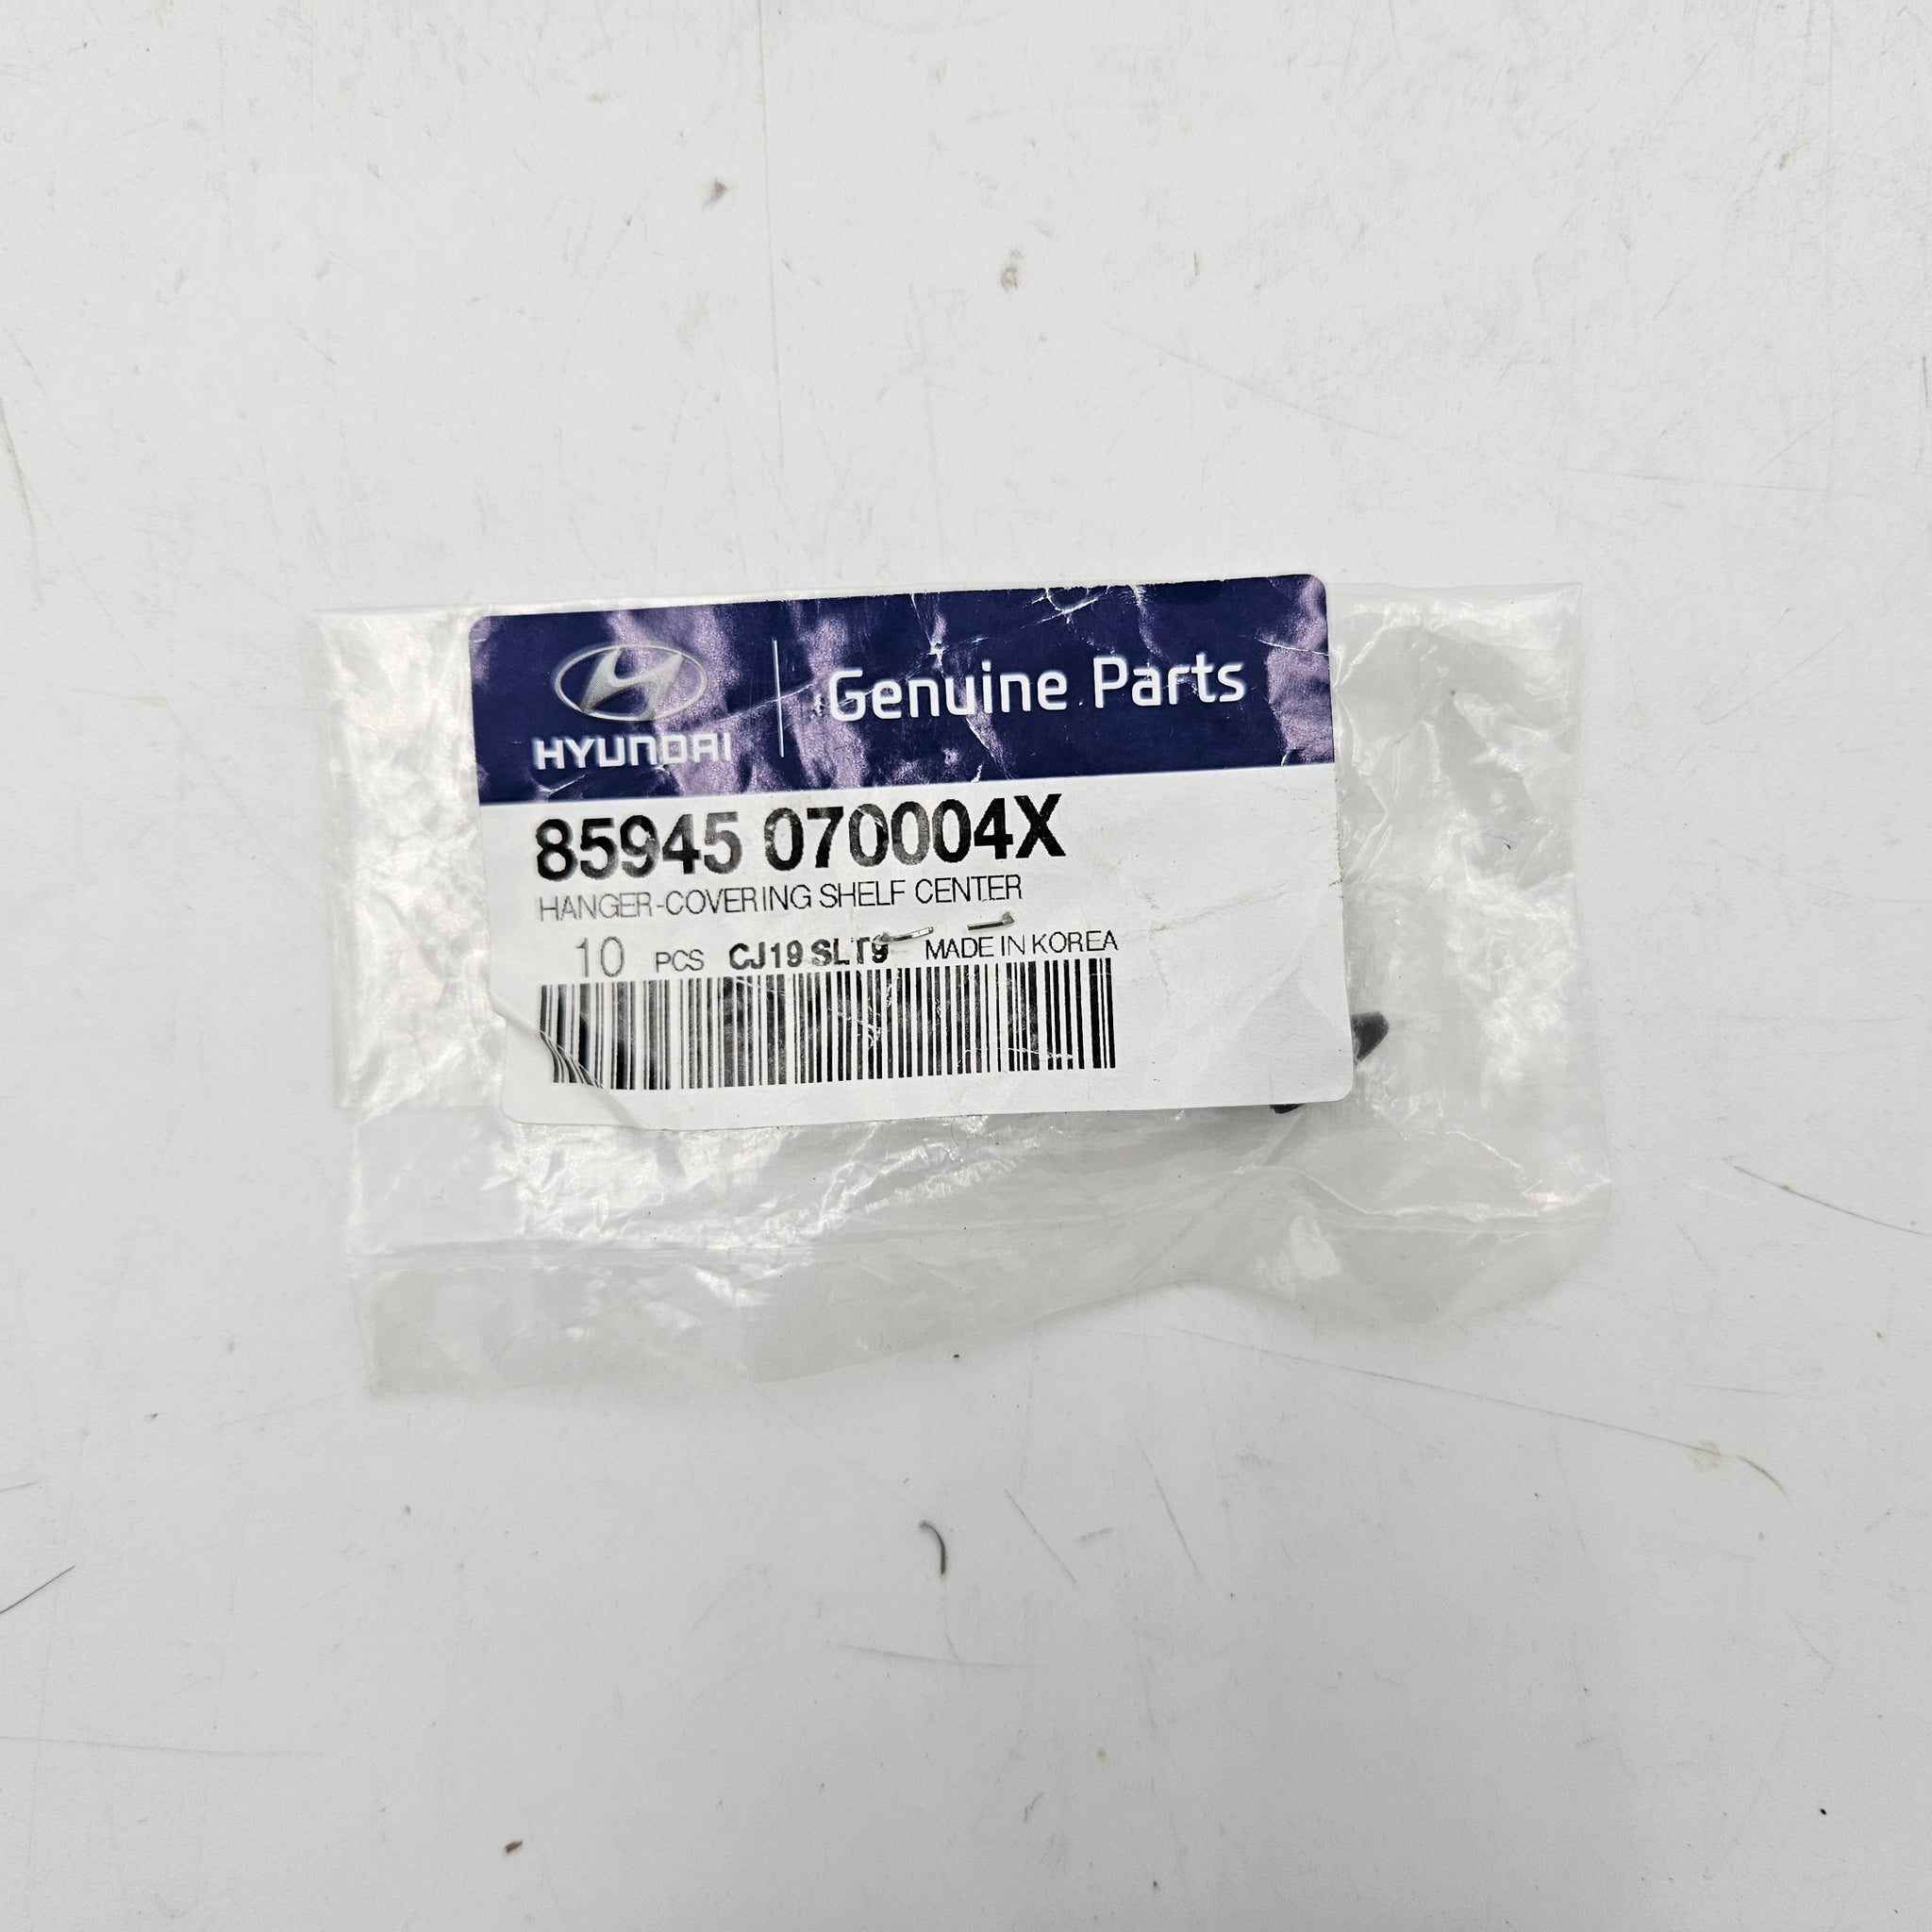 HYUNDAI
Genuine Parts
85945 070004X
HANGER-COVERING SHELF CENTER
10 PCS CJ19 SLT9 MADE IN KOREA